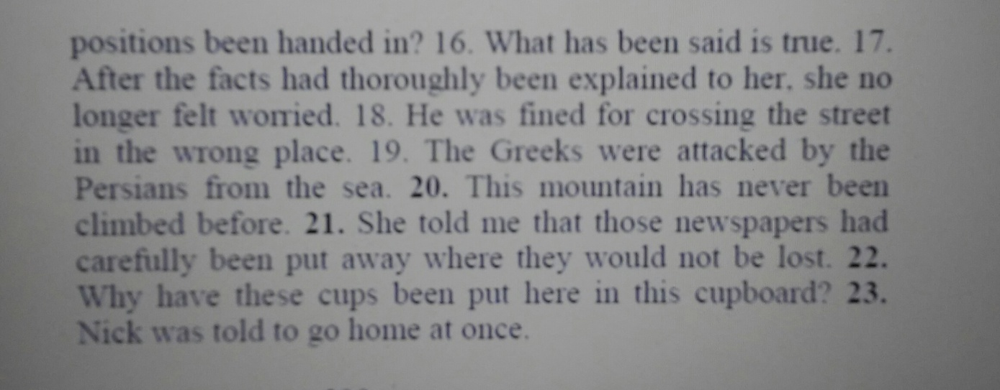 positions been handed in? 16. What has been said is true. 17.
After the facts had thoroughly been explained to her, she no
longer felt worried. 18. He was fined for crossing the street
in the wrong place. 19. The Greeks were attacked by the
Persians from the sea. 20. This mountain has never been
climbed before. 21. She told me that those newspapers had
carefully been put away where they would not be lost. 22.
Why have these cups been put here in this cupboard? 23.
Nick was told to go home at once.